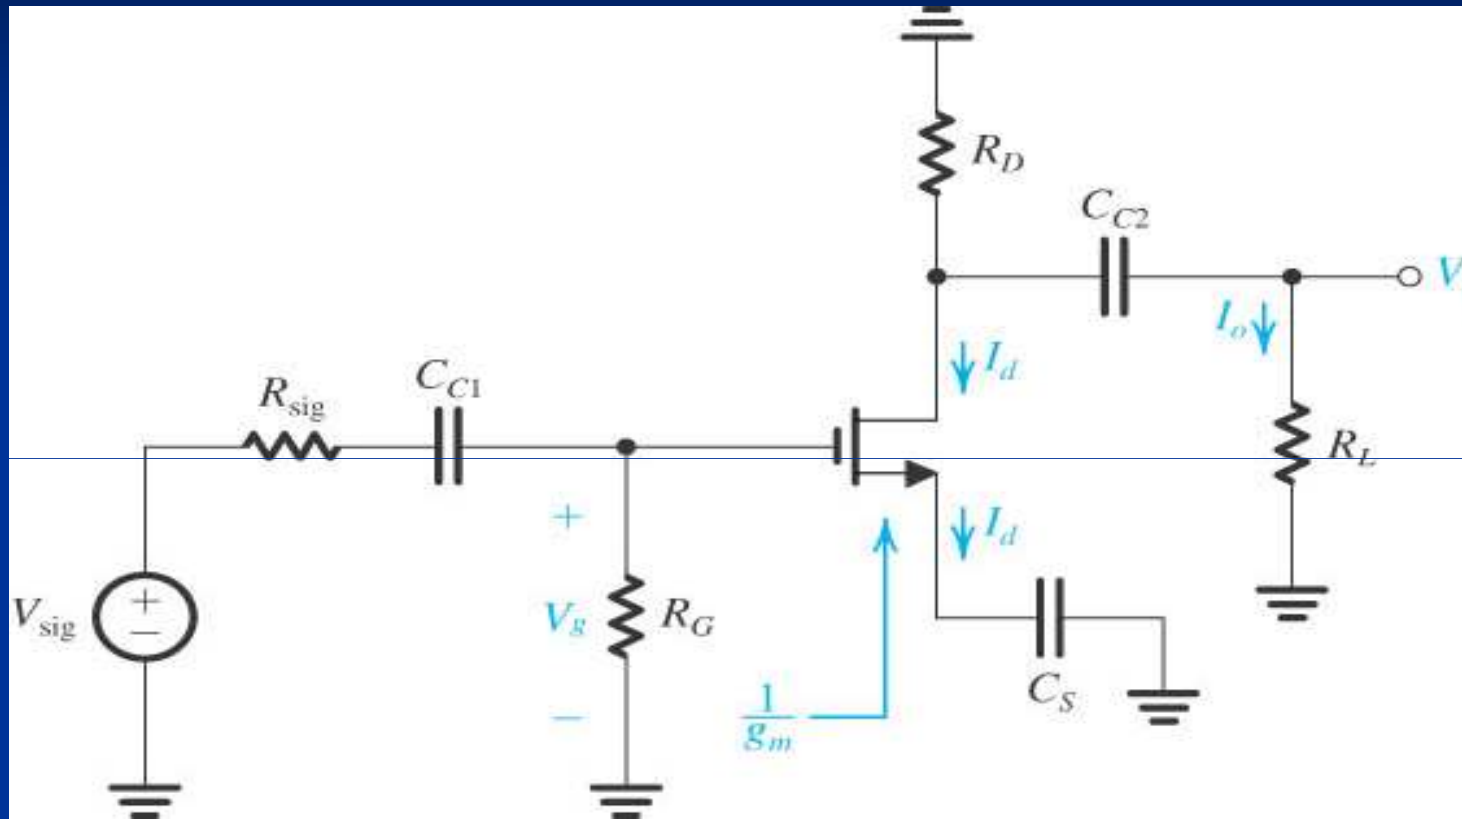 R_D
C_C2
V
I_o
I_d
C_C1
R_sig
R_L
+
I_d
V_sig
+
−
V_g
R_G
C_S
−
1
g_m